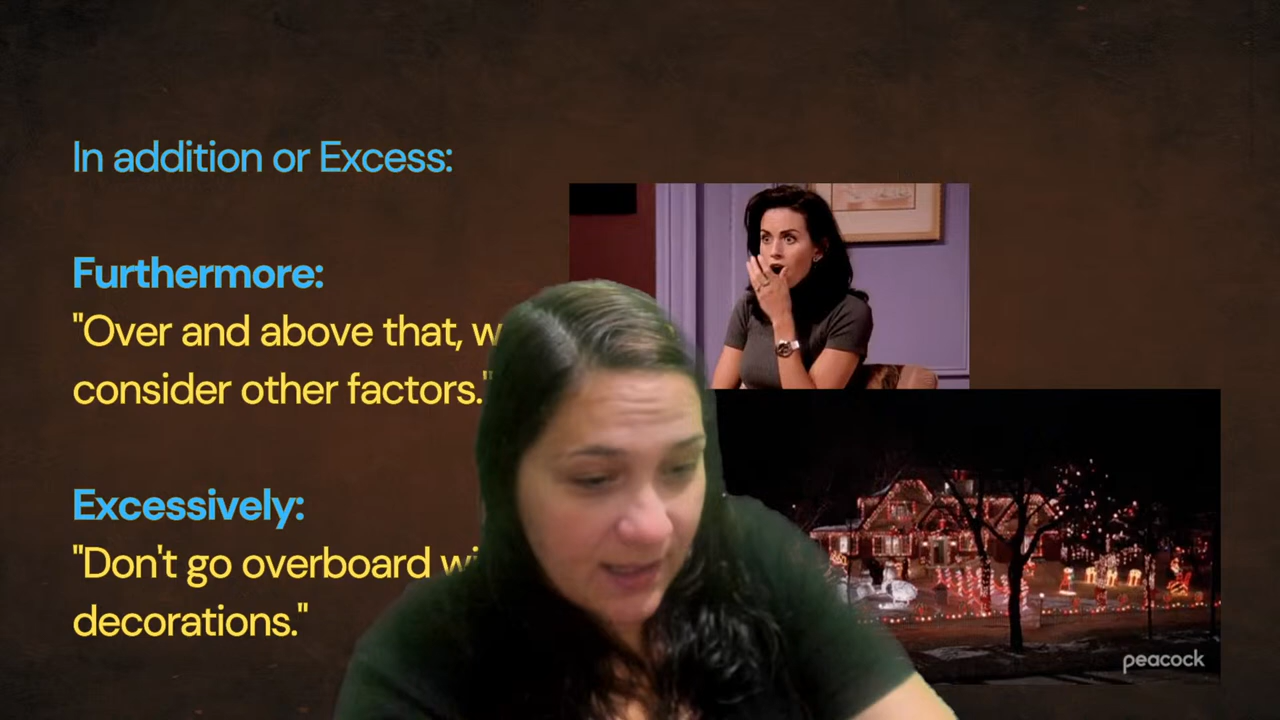 In addition or Excess:
Furthermore:
"Over and above that,
consider other factors."
Excessively:
"Don't go overboard
decorations."
peacock